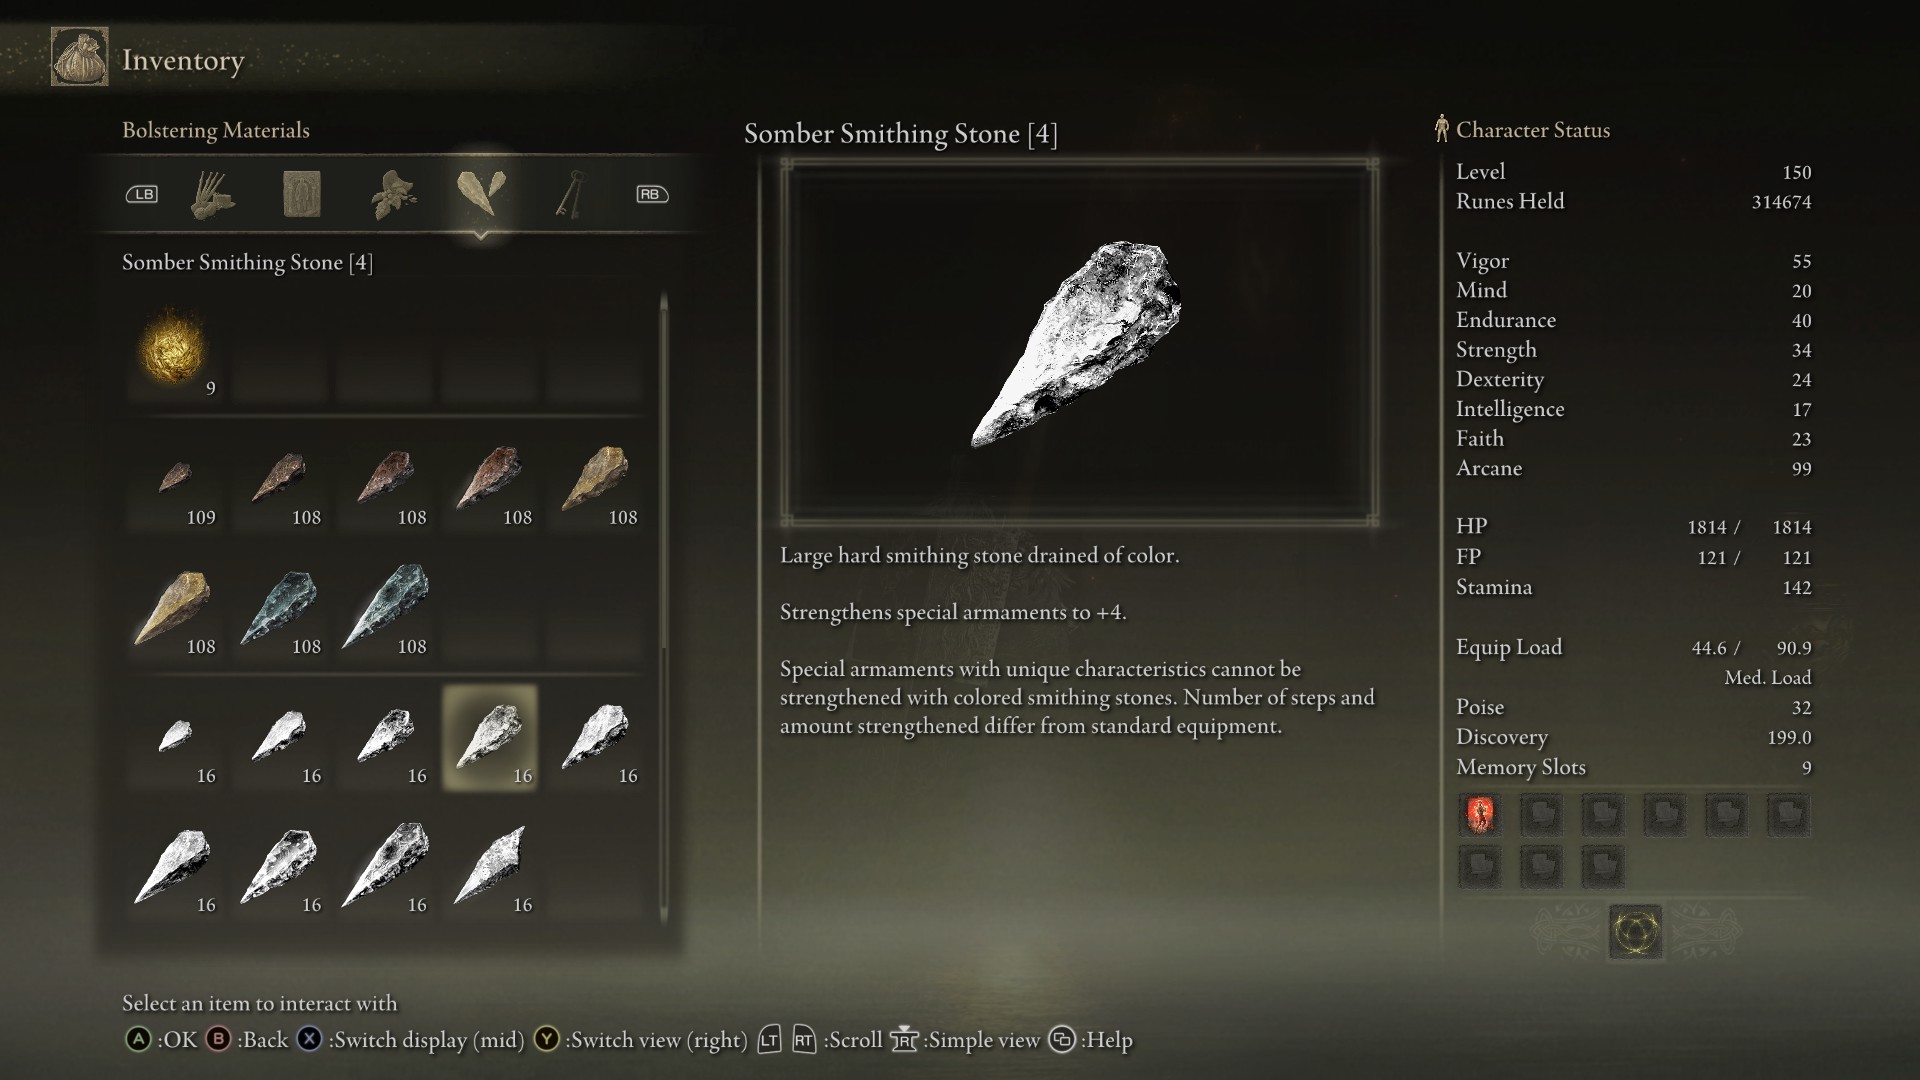 Inventory
Bolstering Materials
LB
RB
Somber Smithing Stone [4]
9
109 108 108 108 108
108 108 108
16 16 16 16 16
16 16 16 16
Somber Smithing Stone [4]
Large hard smithing stone drained of color.
Strengthens special armaments to +4.
Special armaments with unique characteristics cannot be
strengthened with colored smithing stones. Number of steps and
amount strengthened differ from standard equipment.
Character Status
Level 150
Runes Held 314674
Vigor 55
Mind 20
Endurance 40
Strength 34
Dexterity 24
Intelligence 17
Faith 23
Arcane 99
HP 1814 / 1814
FP 121 / 121
Stamina 142
Equip Load 44.6 / 90.9
Med. Load
Poise 32
Discovery 199.0
Memory Slots 9
Select an item to interact with
A :OK B :Back X :Switch display (mid) Y :Switch view (right) LT RT :Scroll R :Simple view :Help